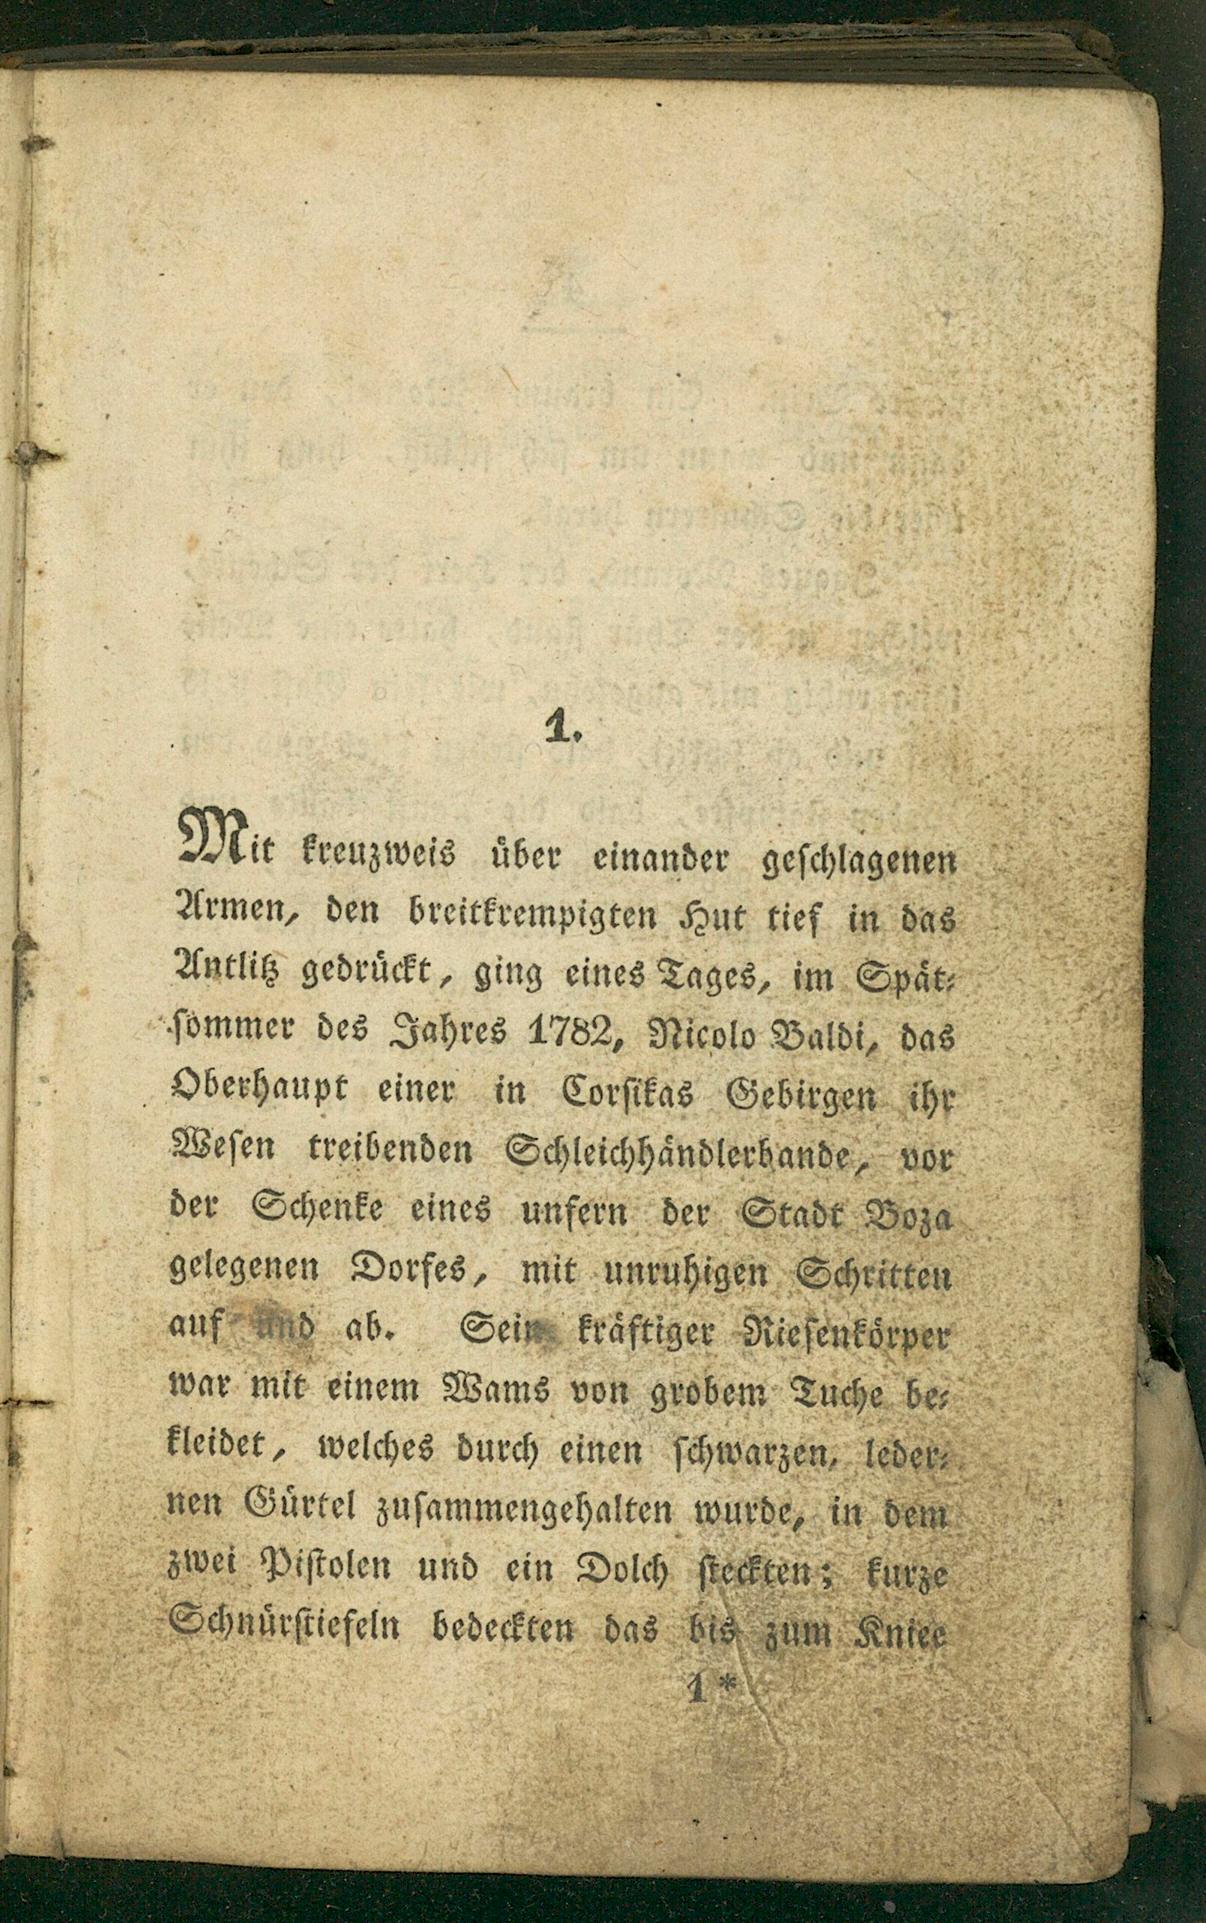 1.
Mit kreuzweis über einander geschlagenen
Armen, den breitkrempigten Hut tief in das
Antlitz gedrückt, ging eines Tages, im Spät⸗
sommer des Jahres 1782, Nicolo Baldi, das
Oberhaupt einer in Corsikas Gebirgen ihr
Wesen treibenden Schleichhändlerbande, vor
der Schenke eines unfern der Stadt Boza
gelegenen Dorfes, mit unruhigen Schritten
auf und ab. Sein kräftiger Riesenkörper
war mit einem Wams von grobem Tuche be⸗
kleidet, welches durch einen schwarzen, leder⸗
nen Gürtel zusammengehalten wurde, in dem
zwei Pistolen und ein Dolch steckten; kurze
Schnürstiefeln bedeckten das bis zum Kniee
1*